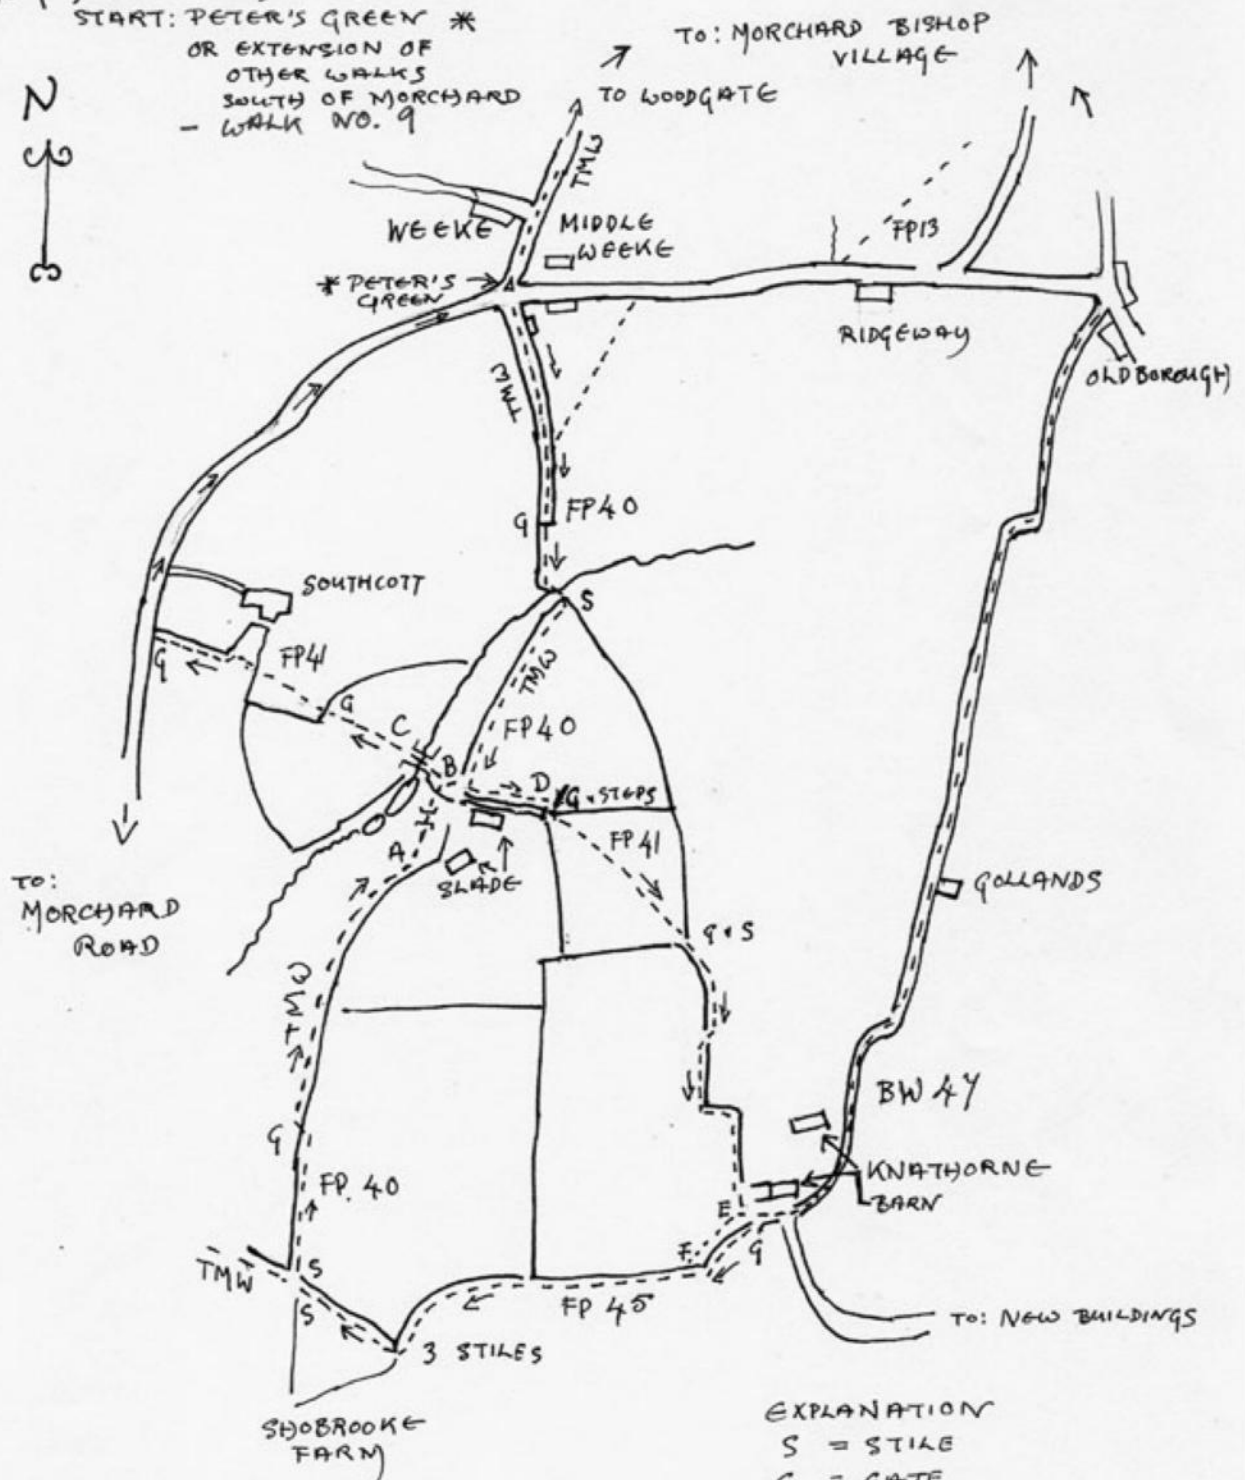 START: PETER'S GREEN *
OR EXTENSION OF
OTHER WALKS
SOUTH OF MORCHARD
- WALK NO. 9
N
TO: MORCHARD BISHOP
VILLAGE
TO WOODGATE
TMW
WEEKE
MIDDLE
WEEKE
FP13
* PETER'S
GREEN
RIDGEWAY
OLDBOROUGH
TMW
FP40
G
S
SOUTHCOTT
FP41
G
G
TMW
FP40
C
B
D
G & STEPS
FP 41
A
SLADE
GOLLANDS
TO:
MORCHARD
ROAD
G & S
TMW
BW 47
G
FP. 40
KNATHORNE
BARN
E
F.
G
TMW
S
S
FP 45
TO: NEW BUILDINGS
3 STILES
SHOBROOKE
FARM
EXPLANATION
S = STILE
G = GATE